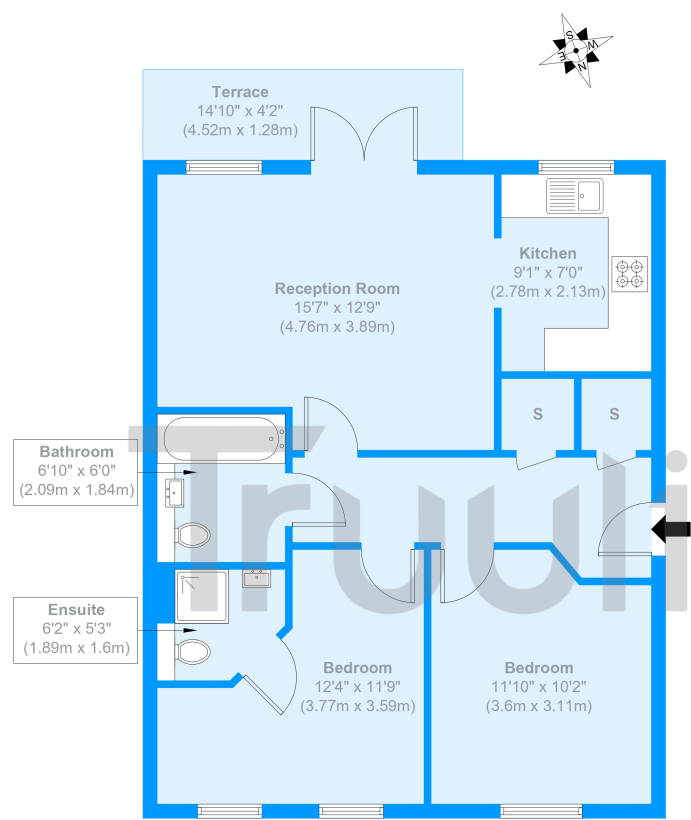 S
W
E
N
Terrace
14'10" x 4'2"
(4.52m x 1.28m)
Kitchen
9'1" x 7'0"
(2.78m x 2.13m)
Reception Room
15'7" x 12'9"
(4.76m x 3.89m)
S
S
Bathroom
6'10" x 6'0"
(2.09m x 1.84m)
Truuli
Ensuite
6'2" x 5'3"
(1.89m x 1.6m)
Bedroom
12'4" x 11'9"
(3.77m x 3.59m)
Bedroom
11'10" x 10'2"
(3.6m x 3.11m)